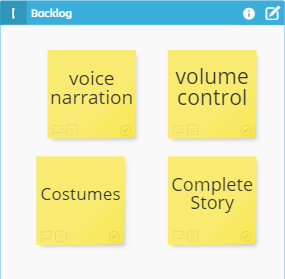 Backlog
voice
narration
volume
control
Costumes
Complete
Story